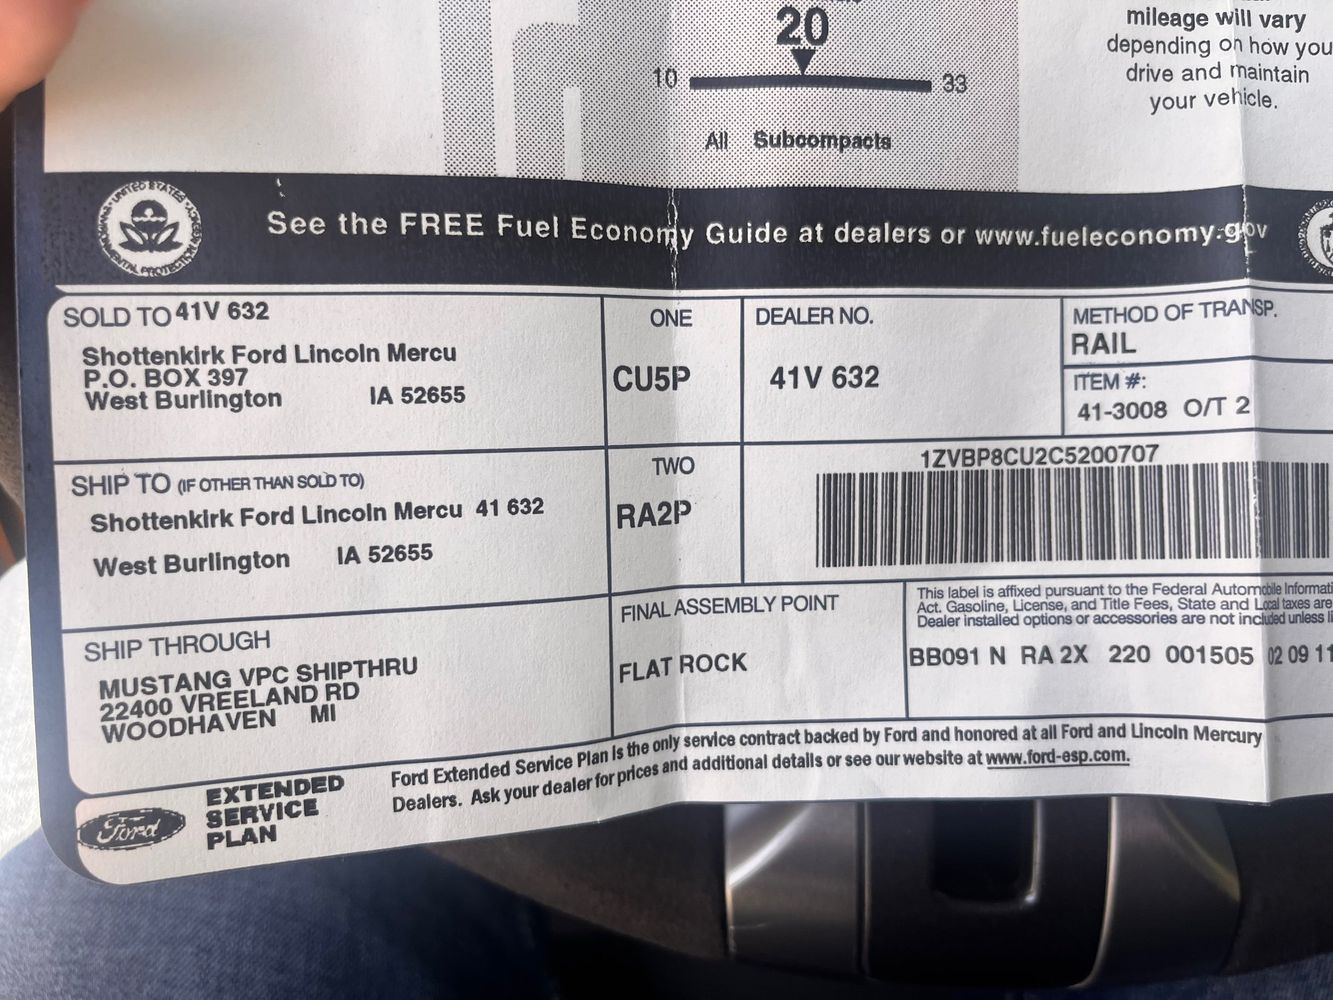 20
10
33
All Subcompacts
mileage will vary
depending on how you
drive and maintain
your vehicle.
UNITED STATES
See the FREE Fuel Economy Guide at dealers or www.fueleconomy.gov
SOLD TO 41V 632
Shottenkirk Ford Lincoln Mercu
P.O. BOX 397
West Burlington IA 52655
ONE
CU5P
DEALER NO.
41V 632
METHOD OF TRANSP.
RAIL
ITEM #:
41-3008 O/T 2
SHIP TO (IF OTHER THAN SOLD TO)
Shottenkirk Ford Lincoln Mercu 41 632
West Burlington IA 52655
TWO
RA2P
1ZVBP8CU2C5200707
SHIP THROUGH
MUSTANG VPC SHIPTHRU
22400 VREELAND RD
WOODHAVEN MI
FINAL ASSEMBLY POINT
FLAT ROCK
This label is affixed pursuant to the Federal Automobile Informati
Act. Gasoline, License, and Title Fees, State and Local taxes are
Dealer installed options or accessories are not included unless li
BB091 N RA 2X 220 001505 02 09 11
Ford
EXTENDED
SERVICE
PLAN
Ford Extended Service Plan is the only service contract backed by Ford and honored at all Ford and Lincoln Mercury
Dealers. Ask your dealer for prices and additional details or see our website at www.ford-esp.com.